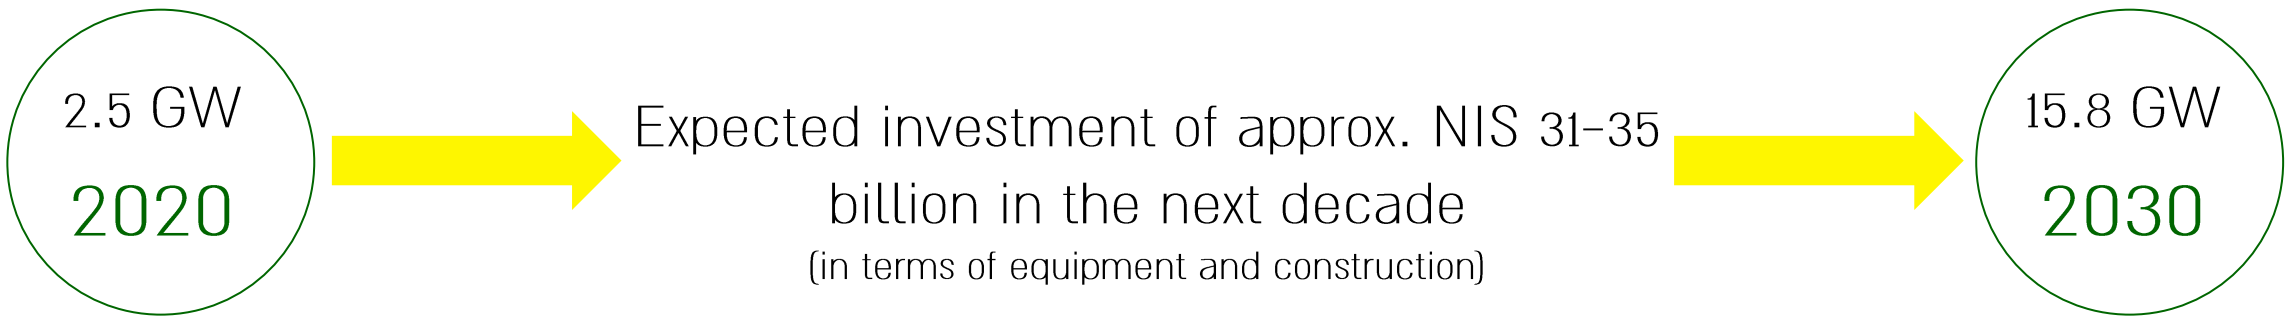 2.5 GW
2020
Expected investment of approx. NIS 31-35
billion in the next decade
(in terms of equipment and construction)
15.8 GW
2030